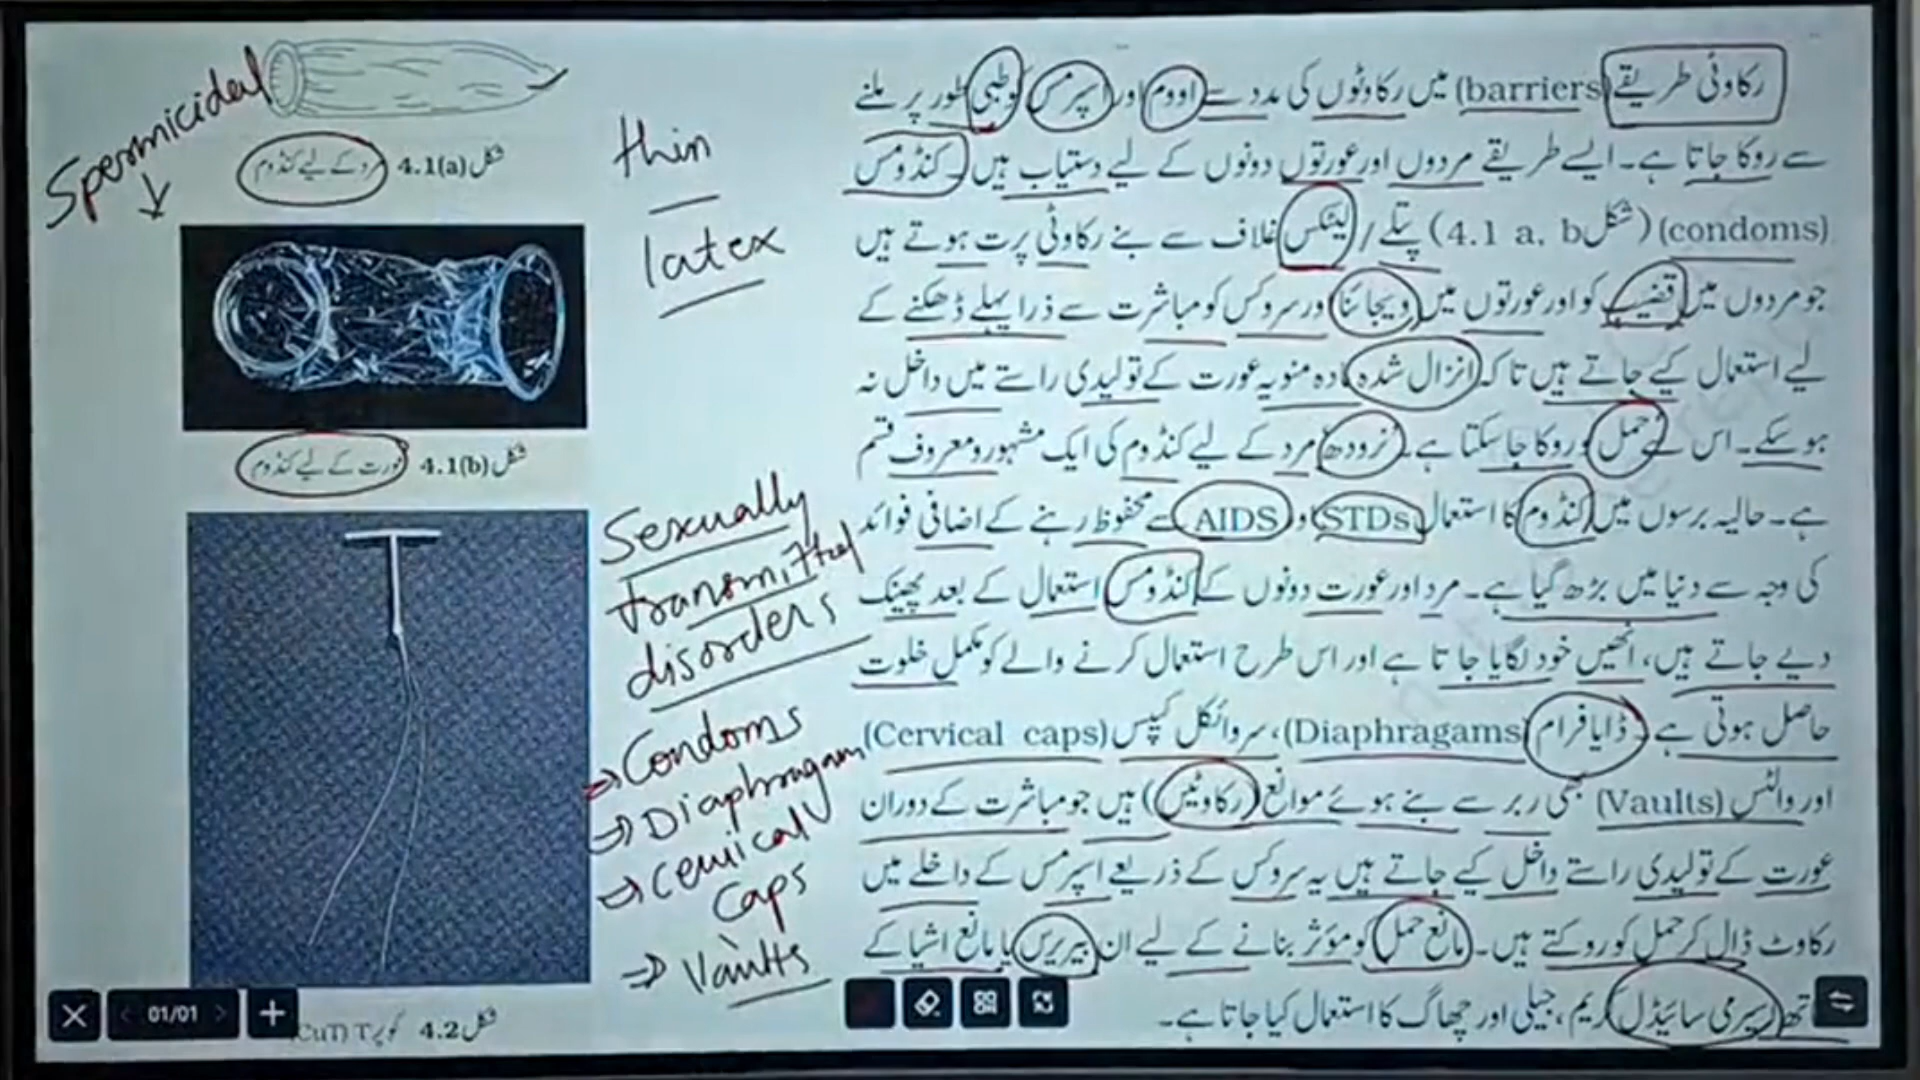 Spermicidal
شکل 4.1(a) مرد کے لیے کنڈوم
شکل 4.1(b) عورت کے لیے کنڈوم
شکل 4.2 کوپر T (CuT)
01/01
thin
latex
Sexually
transmitted
disorders
⇒ Condoms
⇒ Diaphragam
⇒ Cervical
Caps
⇒ Vaults
رکاوٹی طریقے (barriers) میں رکاوٹوں کی مدد سے اووم اور اسپرمس کو طبی طور پر ملنے
سے روکا جاتا ہے۔ ایسے طریقے مردوں اور عورتوں دونوں کے لیے دستیاب ہیں۔ کنڈومس
(condoms) (شکل 4.1 a, b) پتلے / لیٹکس غلاف سے بنے رکاوٹی پرت ہوتے ہیں
جو مردوں میں قضیب کو اور عورتوں میں ویجائنا اور سروکس کو مباشرت سے ذرا پہلے ڈھکنے کے
لیے استعمال کیے جاتے ہیں تا کہ انزال شدہ مادہ منویہ عورت کے تولیدی راستے میں داخل نہ
ہو سکے۔ اس سے حمل کو روکا جا سکتا ہے۔ 'نرودھ' مرد کے لیے کنڈوم کی ایک مشہور و معروف قسم
ہے۔ حالیہ برسوں میں کنڈوم کا استعمال STDs و AIDS سے محفوظ رہنے کے اضافی فوائد
کی وجہ سے دنیا میں بڑھ گیا ہے۔ مرد اور عورت دونوں کے کنڈومس استعمال کے بعد پھینک
دیے جاتے ہیں، انھیں خود لگایا جا تا ہے اور اس طرح استعمال کرنے والے کو مکمل خلوت
حاصل ہوتی ہے۔ ڈایافرام (Diaphragams)، سروائکل کیپس (Cervical caps)
اور والٹس (Vaults) بھی ربر سے بنے ہوئے موانع (رکاوٹیں) ہیں جو مباشرت کے دوران
عورت کے تولیدی راستے داخل کیے جاتے ہیں یہ سروکس کے ذریعے اسپرمس کے داخلے میں
رکاوٹ ڈال کر حمل کو روکتے ہیں۔ مانع حمل کو مؤثر بنانے کے لیے ان بیریرس یا مانع اشیا کے
ساتھ اسپرمی سائیڈل کریم، جیلی اور جھاگ کا استعمال کیا جاتا ہے۔